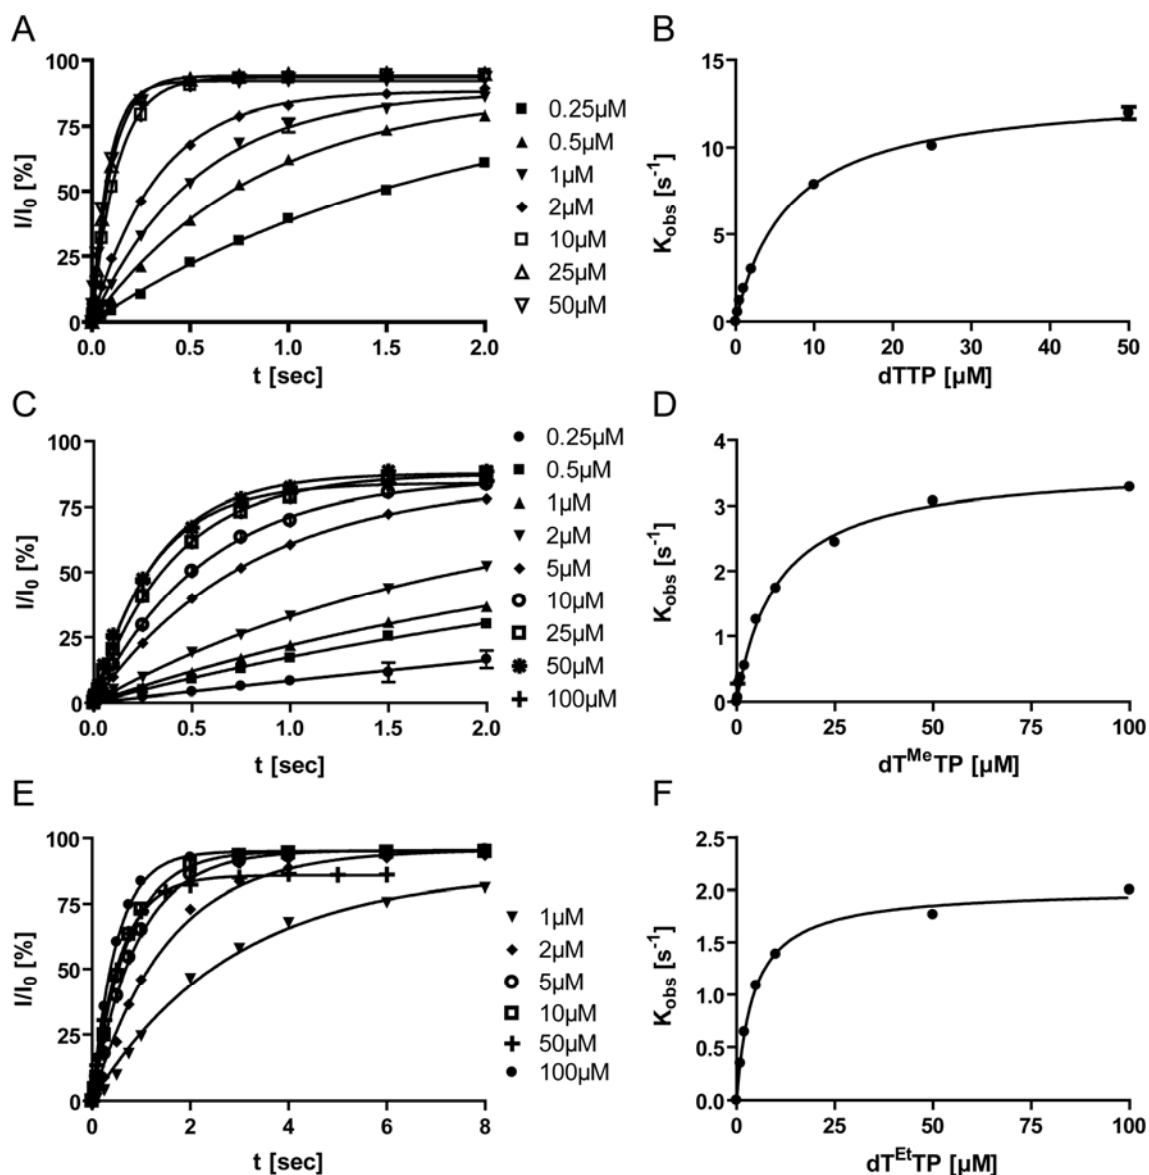 A
I/I₀ [%]
100
75
50
25
0
0.0 0.5 1.0 1.5 2.0
t [sec]
0.25µM
0.5µM
1µM
2µM
10µM
25µM
50µM
B
Kobs [s⁻¹]
15
10
5
0
0 10 20 30 40 50
dTTP [µM]
C
I/I₀ [%]
100
75
50
25
0
0.0 0.5 1.0 1.5 2.0
t [sec]
0.25µM
0.5µM
1µM
2µM
5µM
10µM
25µM
50µM
100µM
D
Kobs [s⁻¹]
4
3
2
1
0
0 25 50 75 100
dTᴹᵉTP [µM]
E
I/I₀ [%]
100
75
50
25
0
0 2 4 6 8
t [sec]
1µM
2µM
5µM
10µM
50µM
100µM
F
Kobs [s⁻¹]
2.5
2.0
1.5
1.0
0.5
0.0
0 25 50 75 100
dTᴱᵗTP [µM]